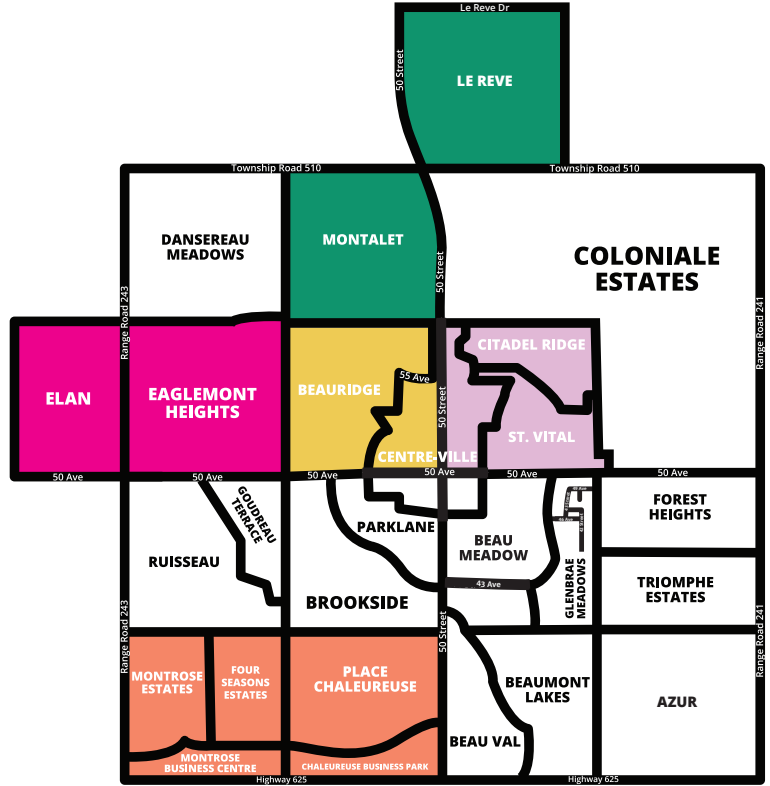 Le Reve Dr
50 Street
LE REVE
Township Road 510
Township Road 510
DANSEREAU
MEADOWS
MONTALET
50 Street
COLONIALE
ESTATES
Range Road 243
Range Road 241
ELAN
EAGLEMONT
HEIGHTS
BEAURIDGE
55 Ave
50 Street
CITADEL RIDGE
ST. VITAL
CENTRE-VILLE
50 Ave
50 Ave
50 Ave
50 Ave
50 Ave
50 Ave
GOUDREAU
TERRACE
PARKLANE
BEAU
MEADOW
FOREST
HEIGHTS
RUISSEAU
BROOKSIDE
43 Ave
GLENBRAE
MEADOWS
TRIOMPHE
ESTATES
Range Road 243
50 Street
Range Road 241
MONTROSE
ESTATES
FOUR
SEASONS
ESTATES
PLACE
CHALEUREUSE
BEAUMONT
LAKES
AZUR
BEAU VAL
MONTROSE
BUSINESS CENTRE
CHALEUREUSE BUSINESS PARK
Highway 625
Highway 625